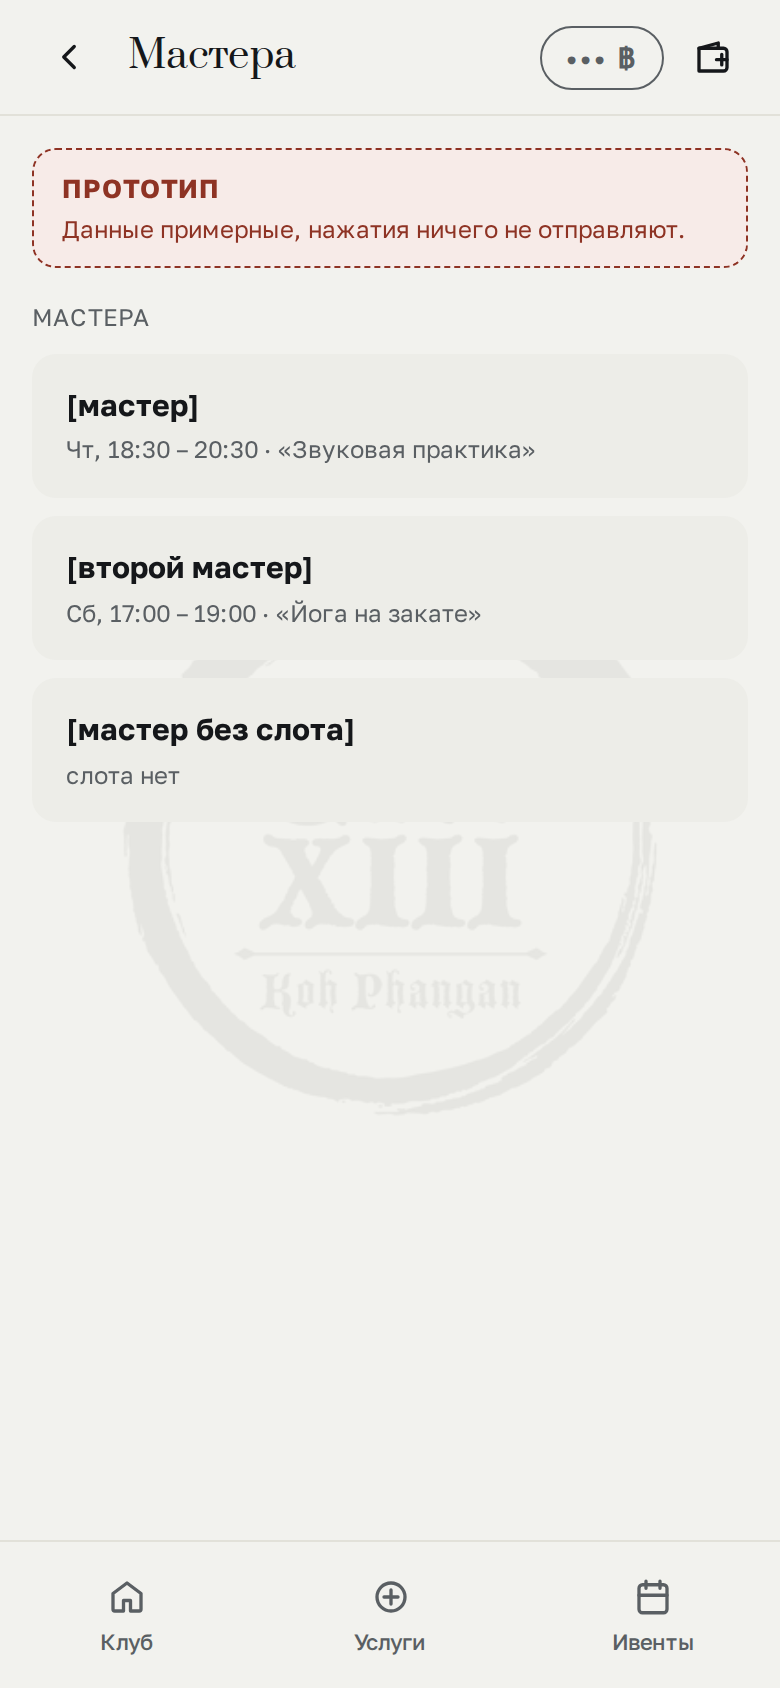 Мастера
••• ฿
ПРОТОТИП
Данные примерные, нажатия ничего не отправляют.
МАСТЕРА
[мастер]
Чт, 18:30 – 20:30 · «Звуковая практика»
[второй мастер]
Сб, 17:00 – 19:00 · «Йога на закате»
[мастер без слота]
слота нет
XIII
Koh Phangan
Клуб
Услуги
Ивенты